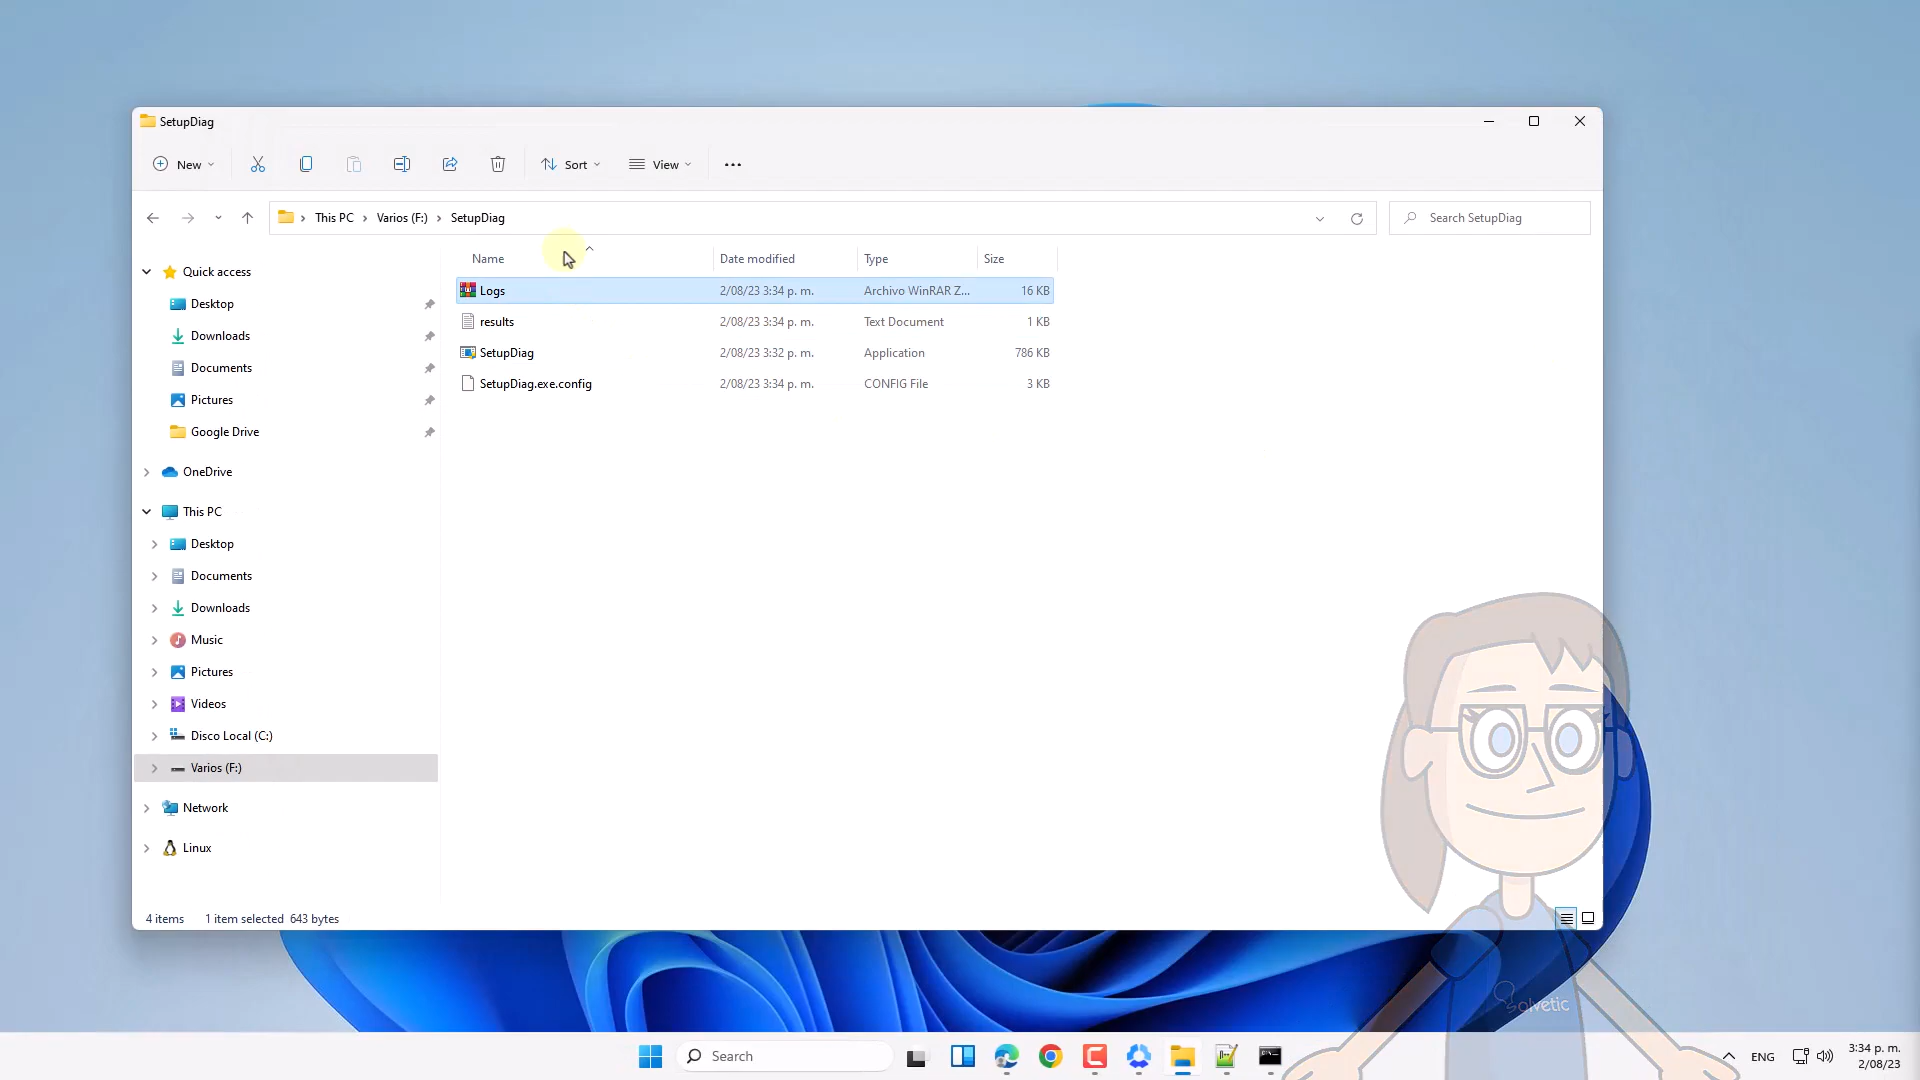 SetupDiag
New
Sort
View
This PC
Varios (F:)
SetupDiag
Search SetupDiag
Name
Date modified
Type
Size
Logs
2/08/23 3:34 p. m.
Archivo WinRAR Z...
16 KB
results
2/08/23 3:34 p. m.
Text Document
1 KB
SetupDiag
2/08/23 3:32 p. m.
Application
786 KB
SetupDiag.exe.config
2/08/23 3:34 p. m.
CONFIG File
3 KB
Quick access
Desktop
Downloads
Documents
Pictures
Google Drive
OneDrive
This PC
Desktop
Documents
Downloads
Music
Pictures
Videos
Disco Local (C:)
Varios (F:)
Network
Linux
4 items
1 item selected 643 bytes
Solvetic
Search
ENG
3:34 p. m.
2/08/23